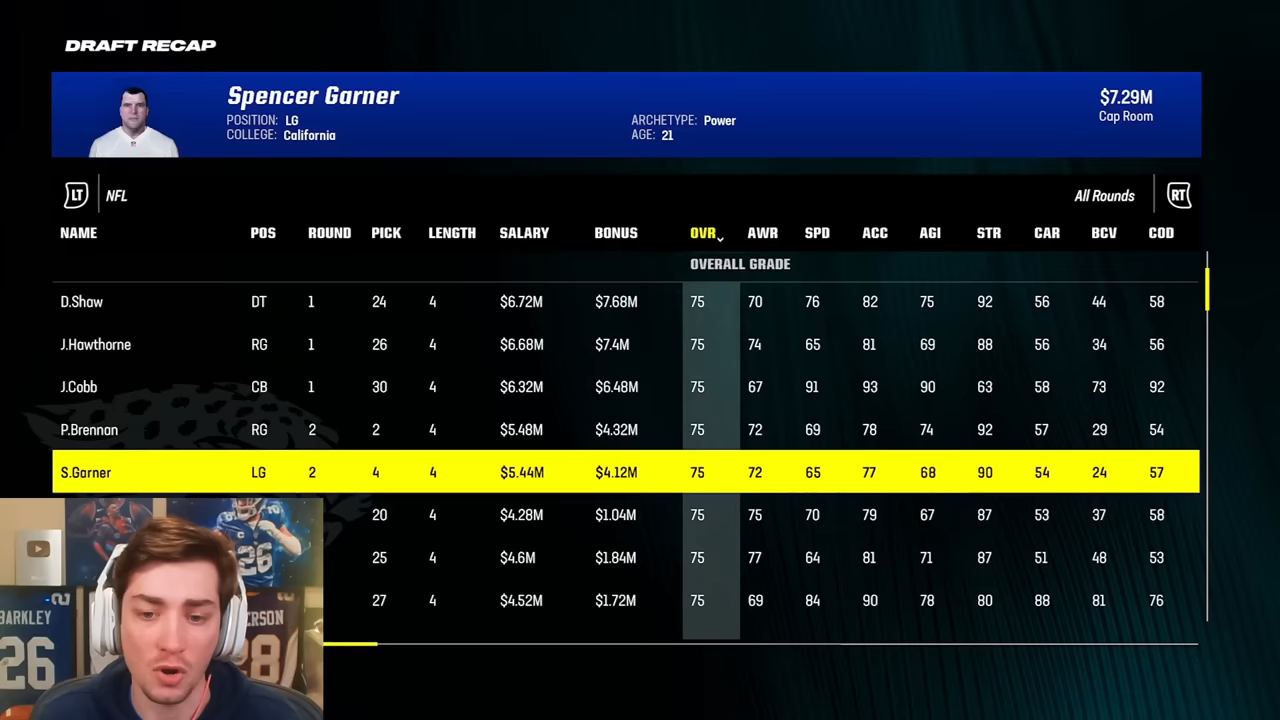 DRAFT RECAP
Spencer Garner
POSITION: LG
COLLEGE: California
ARCHETYPE: Power
AGE: 21
$7.29M
Cap Room
LT NFL
All Rounds RT
NAME POS ROUND PICK LENGTH SALARY BONUS OVR AWR SPD ACC AGI STR CAR BCV COD
OVERALL GRADE
D.Shaw DT 1 24 4 $6.72M $7.68M 75 70 76 82 75 92 56 44 58
J.Hawthorne RG 1 26 4 $6.68M $7.4M 75 74 65 81 69 88 56 34 56
J.Cobb CB 1 30 4 $6.32M $6.48M 75 67 91 93 90 63 58 73 92
P.Brennan RG 2 2 4 $5.48M $4.32M 75 72 69 78 74 92 57 29 54
S.Garner LG 2 4 4 $5.44M $4.12M 75 72 65 77 68 90 54 24 57
20 4 $4.28M $1.04M 75 75 70 79 67 87 53 37 58
25 4 $4.6M $1.84M 75 77 64 81 71 87 51 48 53
27 4 $4.52M $1.72M 75 69 84 90 78 80 88 81 76
26
BARKLEY
26
ERSON
28